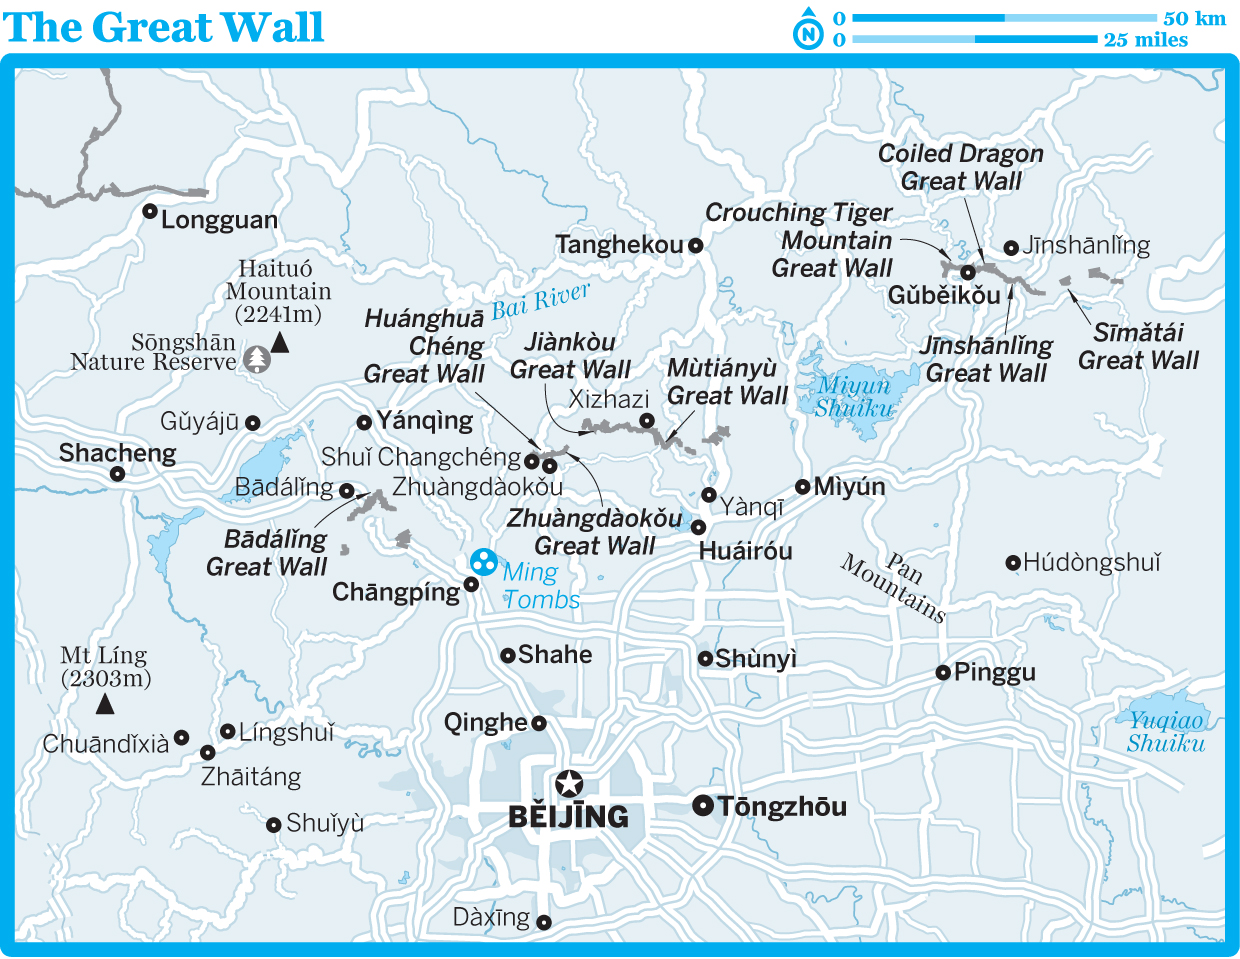 The Great Wall
N
0 50 km
0 25 miles
Coiled Dragon
Great Wall
Crouching Tiger
Mountain
Great Wall
Longguan
Tanghekou
Jīnshānlǐng
Haituó
Mountain
(2241m)
Gǔběikǒu
Bai River
Huánghuā
Chéng
Great Wall
Jiànkòu
Great Wall
Sōngshān
Nature Reserve
Mùtiányù
Great Wall
Jīnshānlǐng
Great Wall
Sīmǎtái
Great Wall
Miyun
Shuiku
Xizhazi
Gǔyájū
Yánqìng
Shacheng
Shuǐ Changchéng
Bādálǐng
Zhuàngdàokǒu
Mìyún
Yànqī
Zhuàngdàokǒu
Great Wall
Bādálǐng
Great Wall
Huáiróu
Pan
Mountains
Húdòngshuǐ
Ming
Tombs
Chāngpíng
Mt Líng
(2303m)
Shahe
Shùnyì
Pinggu
Qinghe
Yuqiao
Shuiku
Chuāndǐxià
Língshuǐ
Zhāitáng
BĚIJĪNG
Tōngzhōu
Shuǐyù
Dàxīng